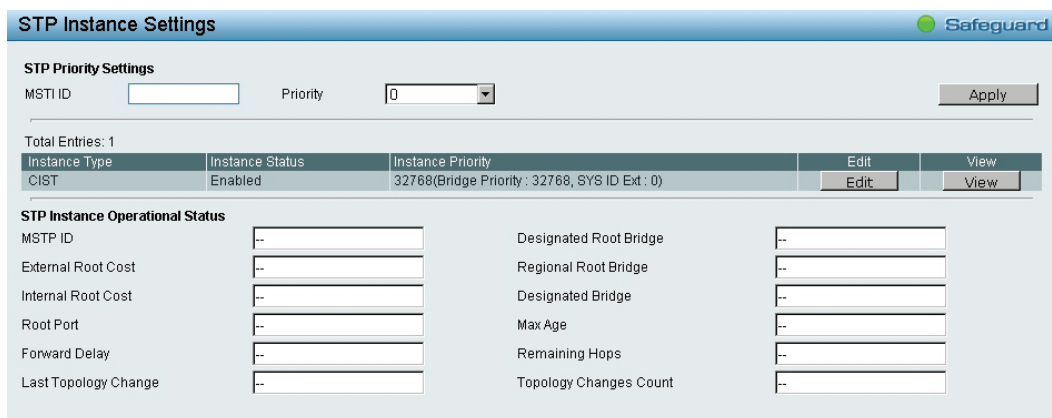 STP Instance Settings
Safeguard
STP Priority Settings
MSTI ID Priority 0 Apply
Total Entries: 1
Instance Type Instance Status Instance Priority Edit View
CIST Enabled 32768(Bridge Priority : 32768, SYS ID Ext : 0) Edit View
STP Instance Operational Status
MSTP ID -- Designated Root Bridge --
External Root Cost -- Regional Root Bridge --
Internal Root Cost -- Designated Bridge --
Root Port -- Max Age --
Forward Delay -- Remaining Hops --
Last Topology Change -- Topology Changes Count --